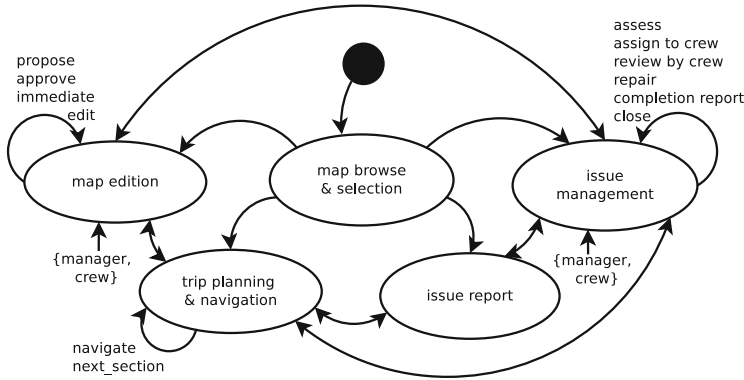 propose
approve
immediate
edit
assess
assign to crew
review by crew
repair
completion report
close
map edition
map browse
& selection
issue
management
{manager,
crew}
trip planning
& navigation
issue report
{manager,
crew}
navigate
next_section